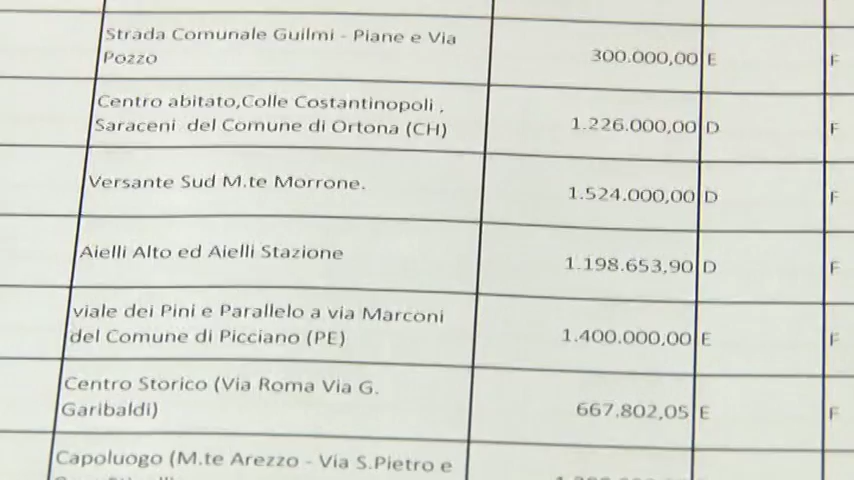 Strada Comunale Guilmi - Piane e Via
Pozzo
300.000,00 E F
Centro abitato,Colle Costantinopoli ,
Saraceni del Comune di Ortona (CH)
1.226.000,00 D F
Versante Sud M.te Morrone.
1.524.000,00 D F
Aielli Alto ed Aielli Stazione
1.198.653,90 D F
viale dei Pini e Parallelo a via Marconi
del Comune di Picciano (PE)
1.400.000,00 E F
Centro Storico (Via Roma Via G.
Garibaldi)
667.802,05 E F
Capoluogo (M.te Arezzo - Via S.Pietro e